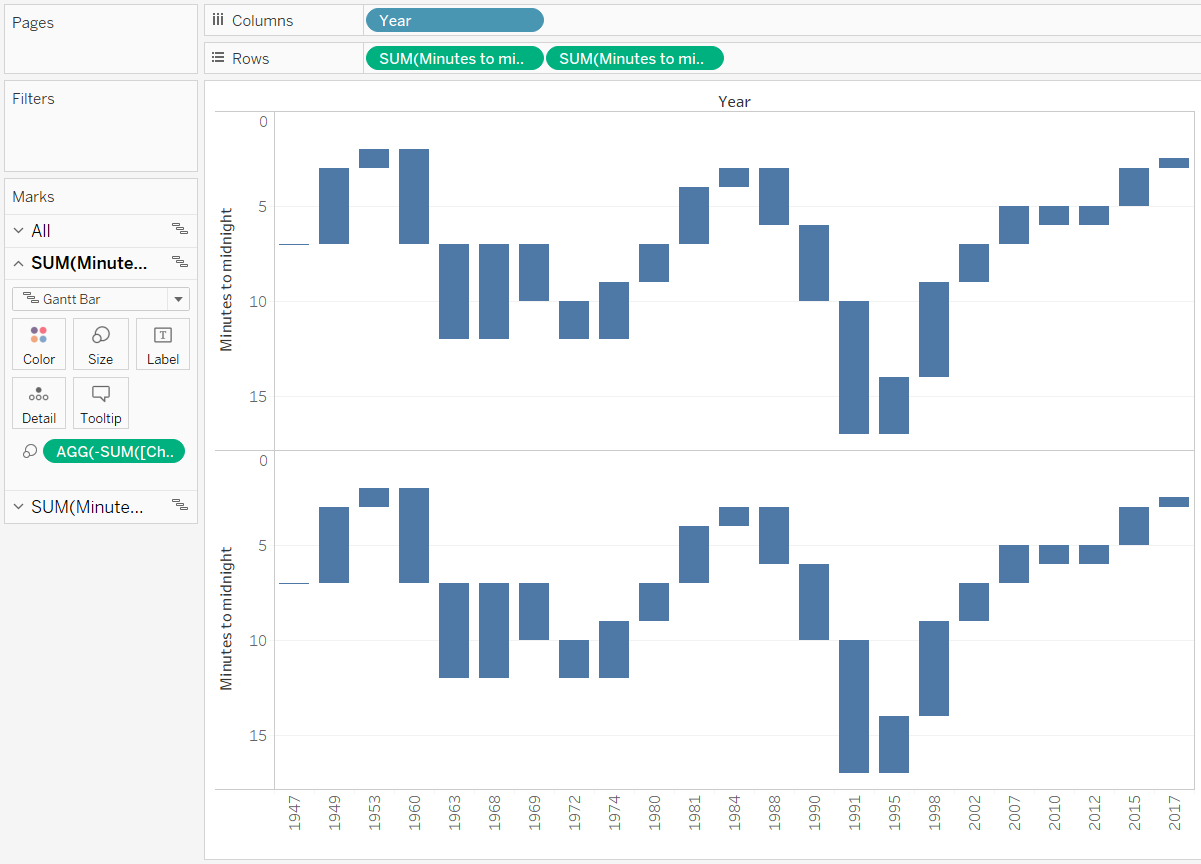 Pages
Columns
Year
Rows
SUM(Minutes to mi..
SUM(Minutes to mi..
Filters
Marks
All
SUM(Minute...
Gantt Bar
Color
Size
T
Label
Detail
Tooltip
AGG(-SUM([Ch..
SUM(Minute...
Year
Minutes to midnight
0
5
10
15
Minutes to midnight
0
5
10
15
1947
1949
1953
1960
1963
1968
1969
1972
1974
1980
1981
1984
1988
1990
1991
1995
1998
2002
2007
2010
2012
2015
2017